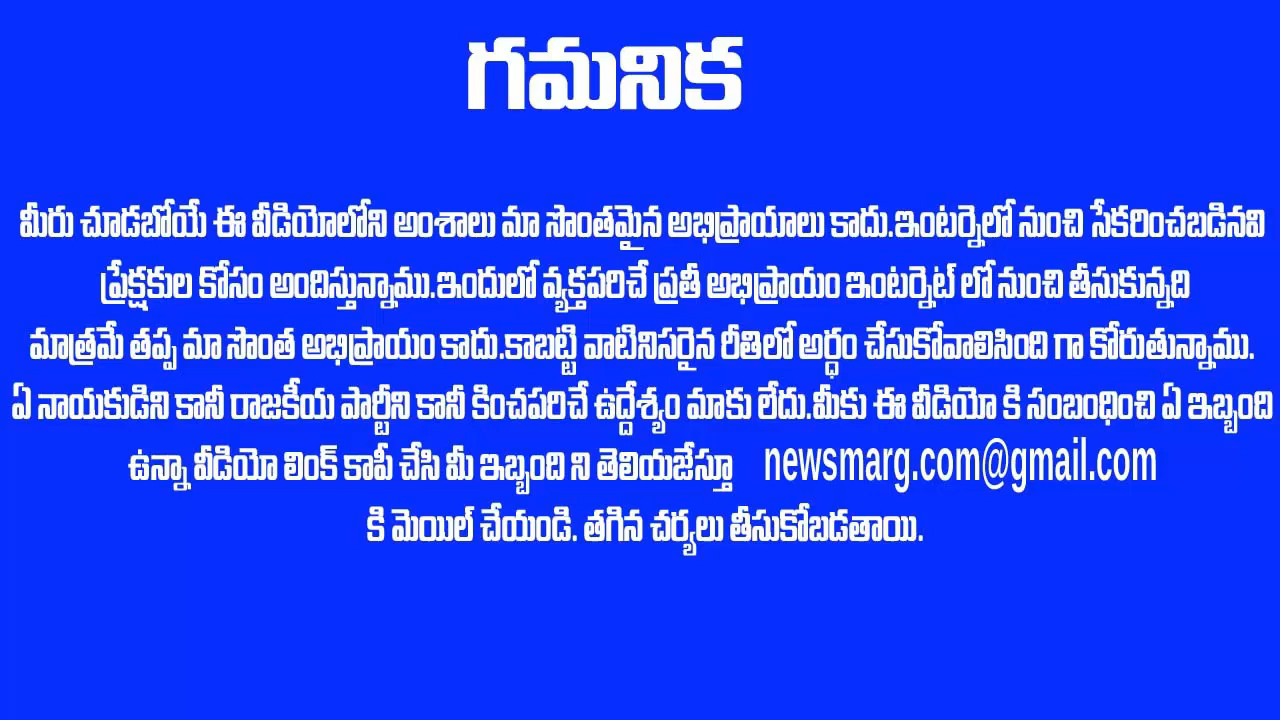 గమనిక
మీరు చూడబోయే ఈ వీడియోలోని అంశాలు మా సొంతమైన అభిప్రాయాలు కాదు.ఇంటర్నెలో నుంచి సేకరించబడినవి
ప్రేక్షకుల కోసం అందిస్తున్నాము.ఇందులో వ్యక్తపరిచే ప్రతీ అభిప్రాయం ఇంటర్నెట్ లో నుంచి తీసుకున్నది
మాత్రమే తప్ప మా సొంత అభిప్రాయం కాదు.కాబట్టి వాటినిసరైన రీతిలో అర్ధం చేసుకోవాలిసింది గా కోరుతున్నాము.
ఏ నాయకుడిని కానీ రాజకీయ పార్టీని కానీ కించపరిచే ఉద్దేశ్యం మాకు లేదు.మీకు ఈ వీడియో కి సంబంధించి ఏ ఇబ్బంది
ఉన్నా వీడియో లింక్ కాపీ చేసి మీ ఇబ్బంది ని తెలియజేస్తూ newsmarg.com@gmail.com
కి మెయిల్ చేయండి. తగిన చర్యలు తీసుకోబడతాయి.